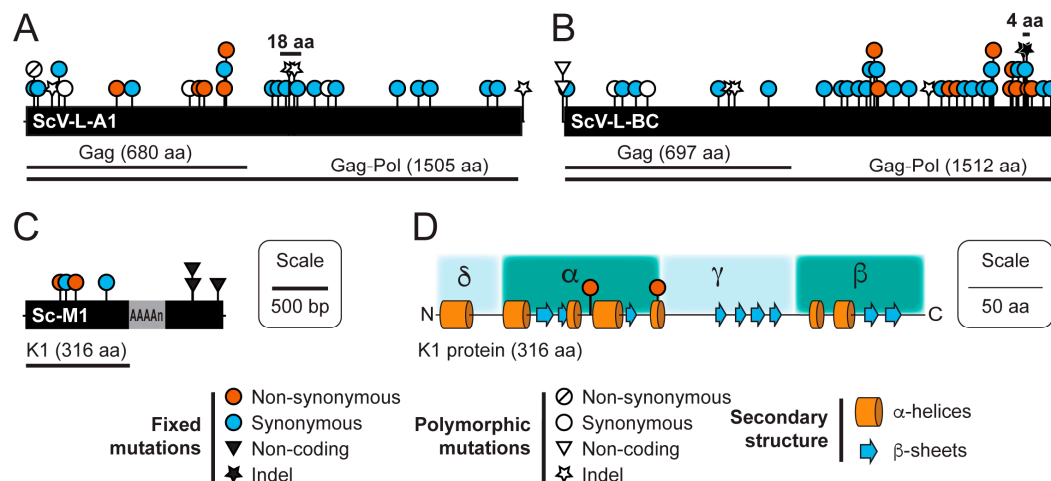 A
18 aa
ScV-L-A1
Gag (680 aa)
Gag-Pol (1505 aa)
B
4 aa
ScV-L-BC
Gag (697 aa)
Gag-Pol (1512 aa)
C
Sc-M1
AAAAn
K1 (316 aa)
Scale
500 bp
D
δ α γ β
N C
K1 protein (316 aa)
Scale
50 aa
Fixed
mutations
Non-synonymous
Synonymous
Non-coding
Indel
Polymorphic
mutations
Non-synonymous
Synonymous
Non-coding
Indel
Secondary
structure
α-helices
β-sheets